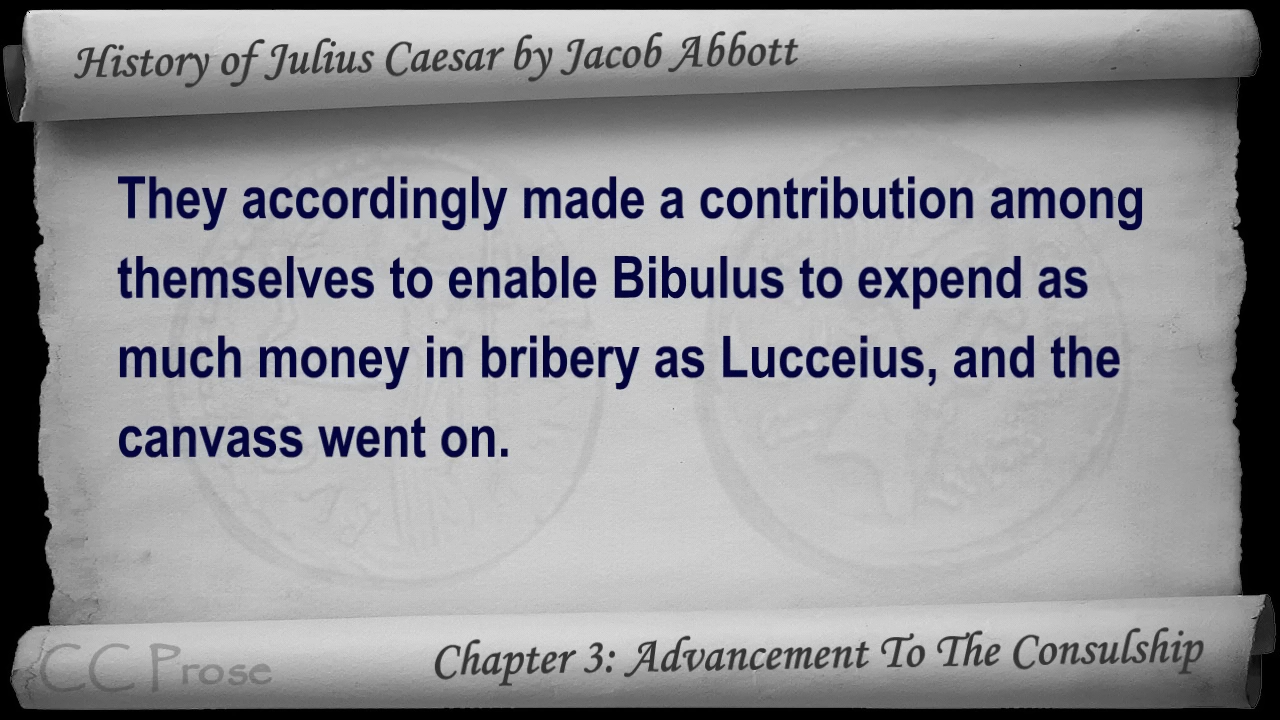 History of Julius Caesar by Jacob Abbott
They accordingly made a contribution among
themselves to enable Bibulus to expend as
much money in bribery as Lucceius, and the
canvass went on.
CC Prose
Chapter 3: Advancement To The Consulship